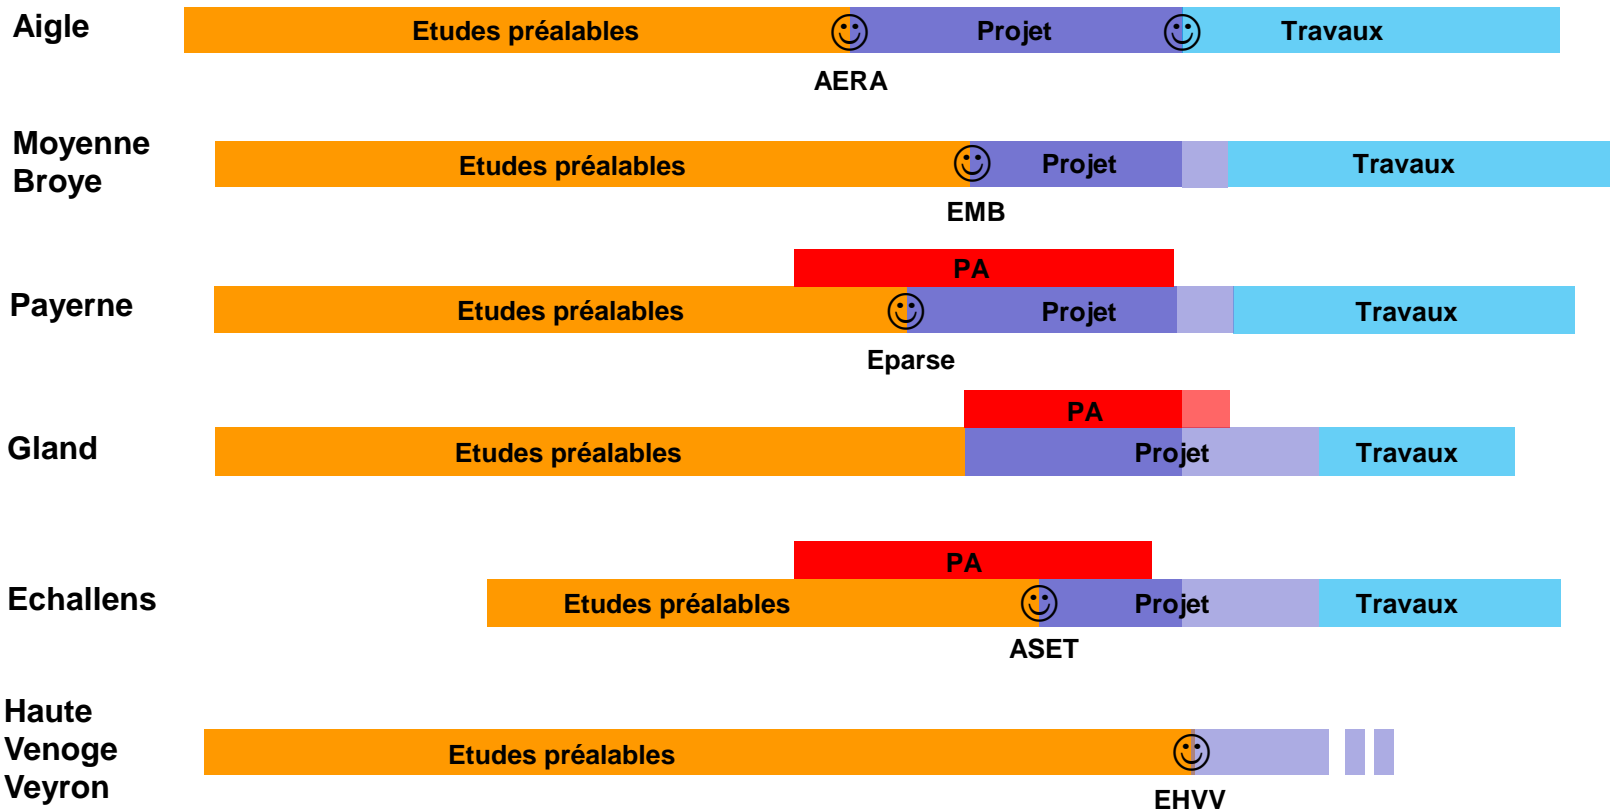 Aigle
Etudes préalables
Projet
Travaux
AERA
Moyenne
Broye
Etudes préalables
Projet
Travaux
EMB
PA
Payerne
Etudes préalables
Projet
Travaux
Eparse
PA
Gland
Etudes préalables
Projet
Travaux
PA
Echallens
Etudes préalables
Projet
Travaux
ASET
Haute
Venoge
Veyron
Etudes préalables
EHVV